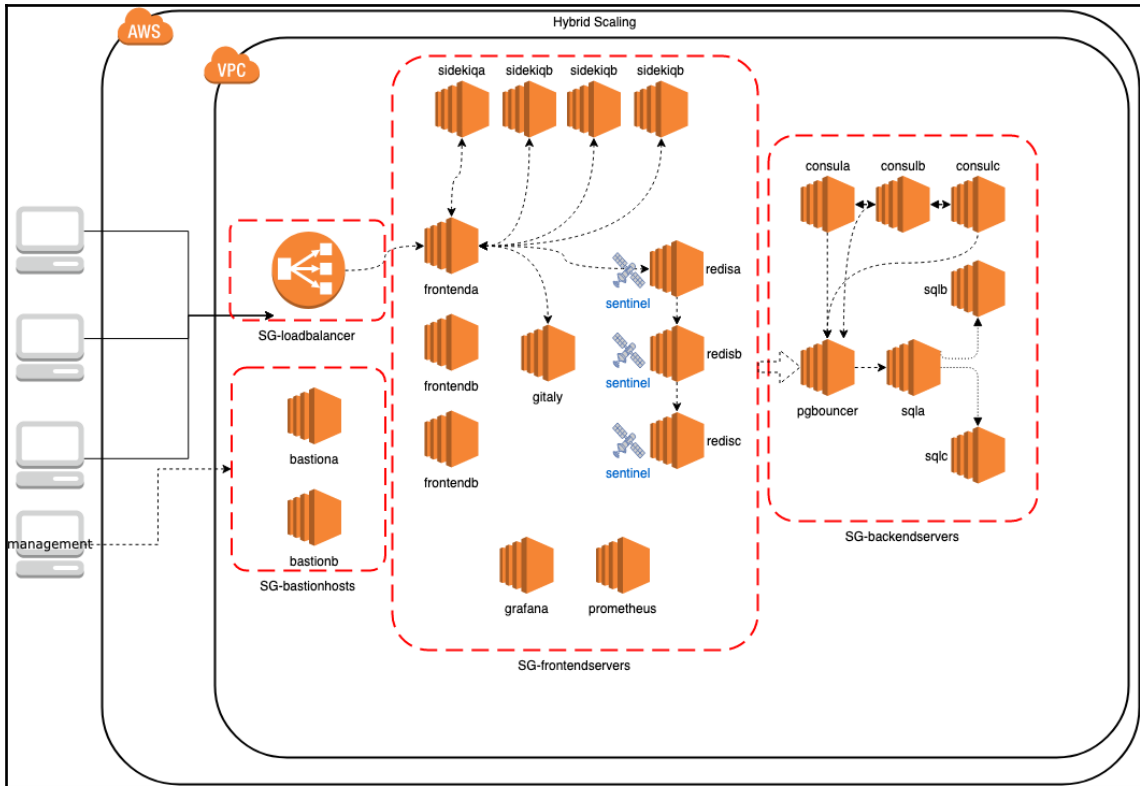 Hybrid Scaling
AWS
VPC
sidekiqa sidekiqb sidekiqb sidekiqb
consula consulb consulc
frontenda
redisa
sentinel
sqlb
SG-loadbalancer
redisb
sentinel
frontendb
gitaly
pgbouncer
sqla
bastiona
redisc
sentinel
sqlc
frontendb
management
SG-backendservers
bastionb
SG-bastionhosts
grafana
prometheus
SG-frontendservers